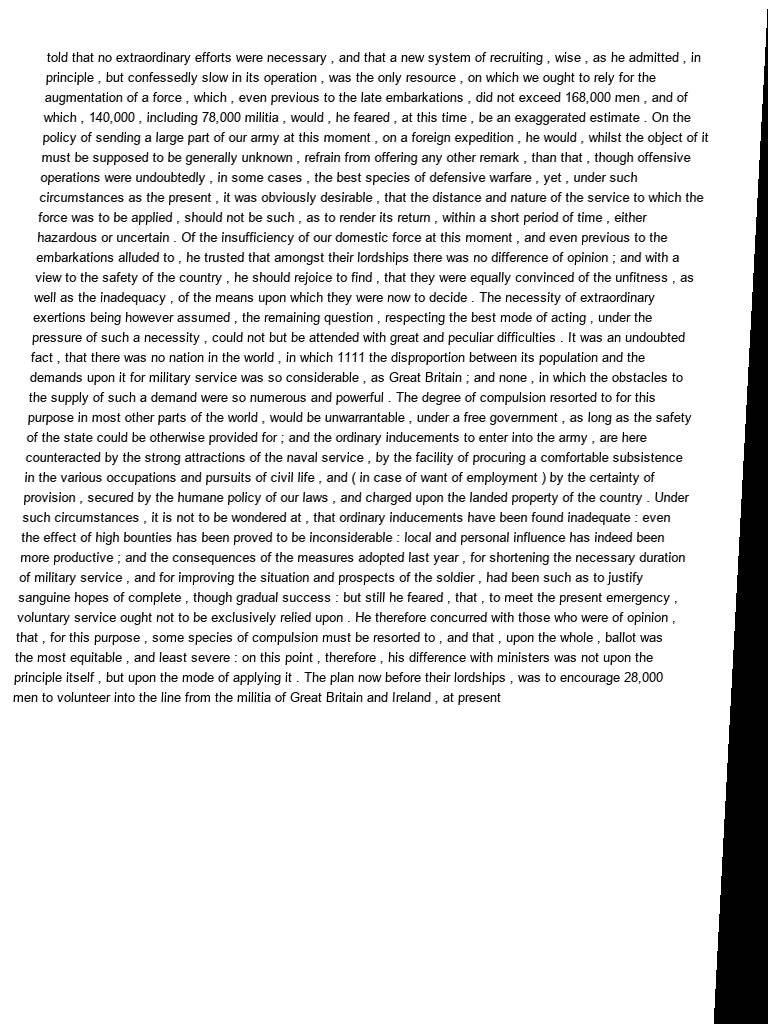 told that no extraordinary efforts were necessary , and that a new system of recruiting , wise , as he admitted , in
principle , but confessedly slow in its operation , was the only resource , on which we ought to rely for the
augmentation of a force , which , even previous to the late embarkations , did not exceed 168,000 men , and of
which , 140,000 , including 78,000 militia , would , he feared , at this time , be an exaggerated estimate . On the
policy of sending a large part of our army at this moment , on a foreign expedition , he would , whilst the object of it
must be supposed to be generally unknown , refrain from offering any other remark , than that , though offensive
operations were undoubtedly , in some cases , the best species of defensive warfare , yet , under such
circumstances as the present , it was obviously desirable , that the distance and nature of the service to which the
force was to be applied , should not be such , as to render its return , within a short period of time , either
hazardous or uncertain . Of the insufficiency of our domestic force at this moment , and even previous to the
embarkations alluded to , he trusted that amongst their lordships there was no difference of opinion ; and with a
view to the safety of the country , he should rejoice to find , that they were equally convinced of the unfitness , as
well as the inadequacy , of the means upon which they were now to decide . The necessity of extraordinary
exertions being however assumed , the remaining question , respecting the best mode of acting , under the
pressure of such a necessity , could not but be attended with great and peculiar difficulties . It was an undoubted
fact , that there was no nation in the world , in which 1111 the disproportion between its population and the
demands upon it for military service was so considerable , as Great Britain ; and none , in which the obstacles to
the supply of such a demand were so numerous and powerful . The degree of compulsion resorted to for this
purpose in most other parts of the world , would be unwarrantable , under a free government , as long as the safety
of the state could be otherwise provided for ; and the ordinary inducements to enter into the army , are here
counteracted by the strong attractions of the naval service , by the facility of procuring a comfortable subsistence
in the various occupations and pursuits of civil life , and ( in case of want of employment ) by the certainty of
provision , secured by the humane policy of our laws , and charged upon the landed property of the country . Under
such circumstances , it is not to be wondered at , that ordinary inducements have been found inadequate : even
the effect of high bounties has been proved to be inconsiderable : local and personal influence has indeed been
more productive ; and the consequences of the measures adopted last year , for shortening the necessary duration
of military service , and for improving the situation and prospects of the soldier , had been such as to justify
sanguine hopes of complete , though gradual success : but still he feared , that , to meet the present emergency ,
voluntary service ought not to be exclusively relied upon . He therefore concurred with those who were of opinion ,
that , for this purpose , some species of compulsion must be resorted to , and that , upon the whole , ballot was
the most equitable , and least severe : on this point , therefore , his difference with ministers was not upon the
principle itself , but upon the mode of applying it . The plan now before their lordships , was to encourage 28,000
men to volunteer into the line from the militia of Great Britain and Ireland , at present